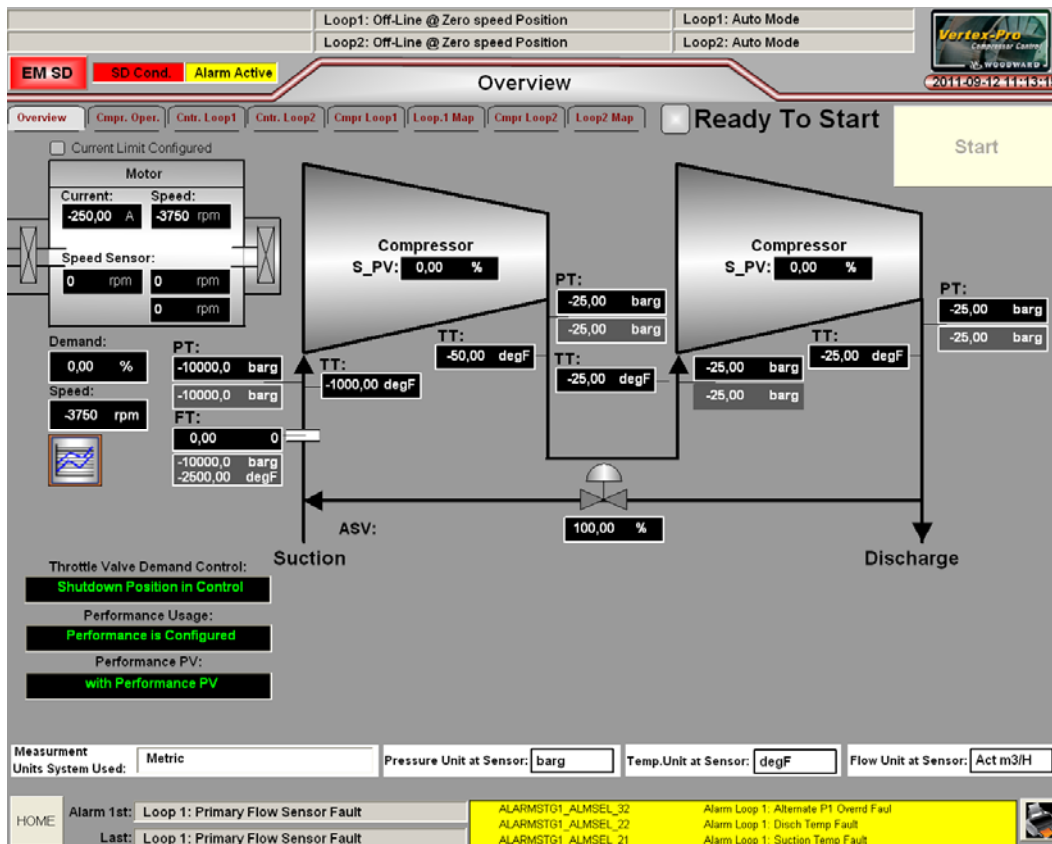 Loop1: Off-Line @ Zero speed Position
Loop1: Auto Mode
Loop2: Off-Line @ Zero speed Position
Loop2: Auto Mode
Vertex-Pro
Compressor Control
WOODWARD
EM SD
SD Cond.
Alarm Active
Overview
2011-09-12 11:13:1
Overview
Cmpr. Oper.
Cntr. Loop1
Cntr. Loop2
Cmpr Loop1
Loop.1 Map
Cmpr Loop2
Loop2 Map
Ready To Start
Start
Current Limit Configured
Motor
Current:
Speed:
-250,00 A
-3750 rpm
Speed Sensor:
0 rpm
0 rpm
0 rpm
Compressor
S_PV: 0,00 %
Compressor
S_PV: 0,00 %
PT:
-25,00 barg
-25,00 barg
PT:
-25,00 barg
-25,00 barg
Demand:
0,00 %
Speed:
-3750 rpm
PT:
-10000,0 barg
-10000,0 barg
TT:
-1000,00 degF
TT:
-50,00 degF
TT:
-25,00 degF
-25,00 barg
-25,00 barg
TT:
-25,00 degF
FT:
0,00 0
-10000,0 barg
-2500,00 degF
ASV:
100,00 %
Suction
Discharge
Throttle Valve Demand Control:
Shutdown Position in Control
Performance Usage:
Performance is Configured
Performance PV:
with Performance PV
Measurment
Units System Used:
Metric
Pressure Unit at Sensor: barg
Temp.Unit at Sensor: degF
Flow Unit at Sensor: Act m3/H
HOME
Alarm 1st: Loop 1: Primary Flow Sensor Fault
Last: Loop 1: Primary Flow Sensor Fault
ALARMSTG1_ALMSEL_32 Alarm Loop 1: Alternate P1 Overrd Faul
ALARMSTG1_ALMSEL_22 Alarm Loop 1: Disch Temp Fault
ALARMSTG1_ALMSEL_21 Alarm Loop 1: Suction Temp Fault